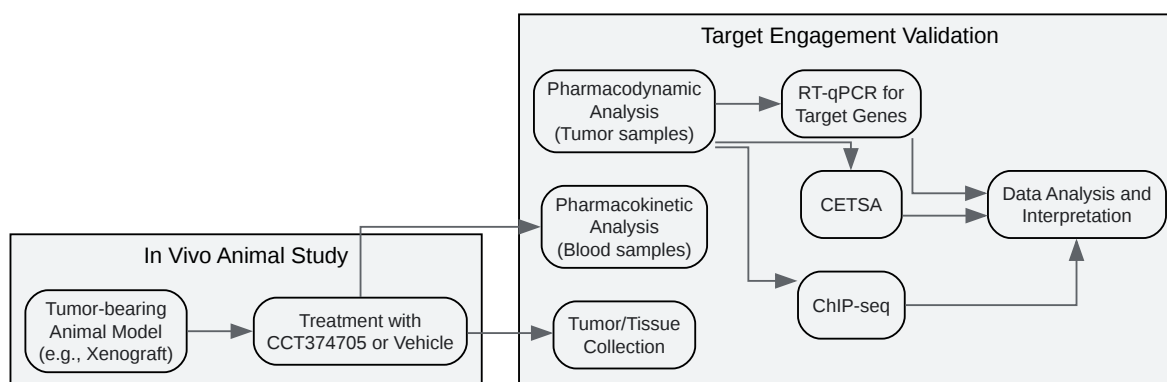 Target Engagement Validation
Pharmacodynamic
Analysis
(Tumor samples)
RT-qPCR for
Target Genes
CETSA
Data Analysis and
Interpretation
Pharmacokinetic
Analysis
(Blood samples)
ChIP-seq
In Vivo Animal Study
Tumor-bearing
Animal Model
(e.g., Xenograft)
Treatment with
CCT374705 or Vehicle
Tumor/Tissue
Collection